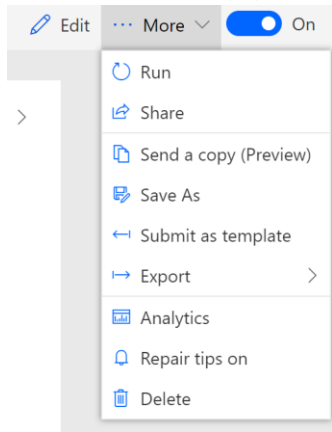 Edit
More
On
Run
Share
Send a copy (Preview)
Save As
Submit as template
Export
Analytics
Repair tips on
Delete